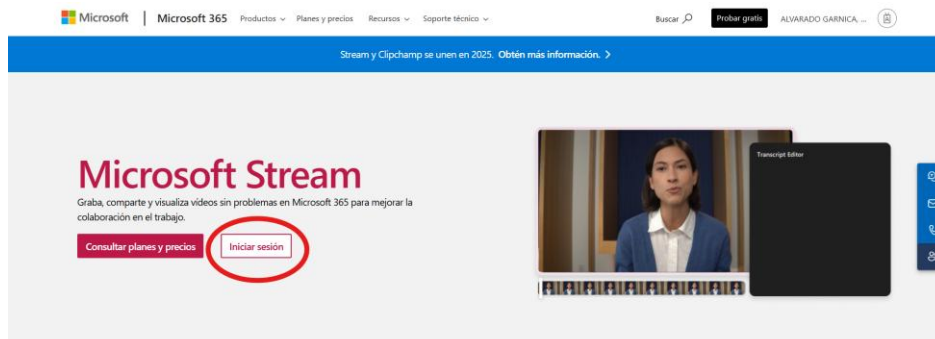 Microsoft | Microsoft 365 Productos Planes y precios Recursos Soporte técnico Buscar Probar gratis ALVARADO GARNICA, ...
Stream y Clipchamp se unen en 2025. Obtén más información.
Microsoft Stream
Graba, comparte y visualiza vídeos sin problemas en Microsoft 365 para mejorar la
colaboración en el trabajo.
Consultar planes y precios Iniciar sesión
Transcript Editor